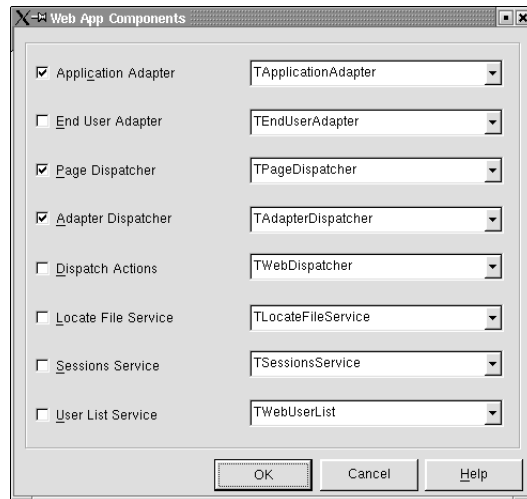 Web App Components
Application Adapter TApplicationAdapter
End User Adapter TEndUserAdapter
Page Dispatcher TPageDispatcher
Adapter Dispatcher TAdapterDispatcher
Dispatch Actions TWebDispatcher
Locate File Service TLocateFileService
Sessions Service TSessionsService
User List Service TWebUserList
OK Cancel Help